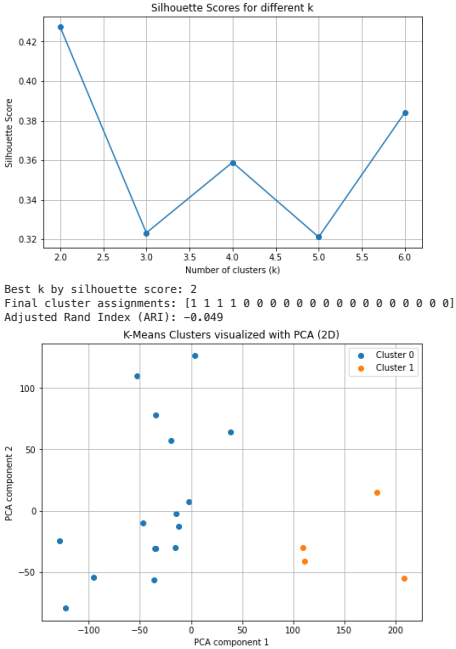 Silhouette Scores for different k
0.42
0.40
0.38
0.36
0.34
0.32
Silhouette Score
2.0 2.5 3.0 3.5 4.0 4.5 5.0 5.5 6.0
Number of clusters (k)
Best k by silhouette score: 2
Final cluster assignments: [1 1 1 1 0 0 0 0 0 0 0 0 0 0 0 0 0 0 0 0]
Adjusted Rand Index (ARI): -0.049
K-Means Clusters visualized with PCA (2D)
Cluster 0
Cluster 1
100
50
0
−50
PCA component 2
−100 −50 0 50 100 150 200
PCA component 1